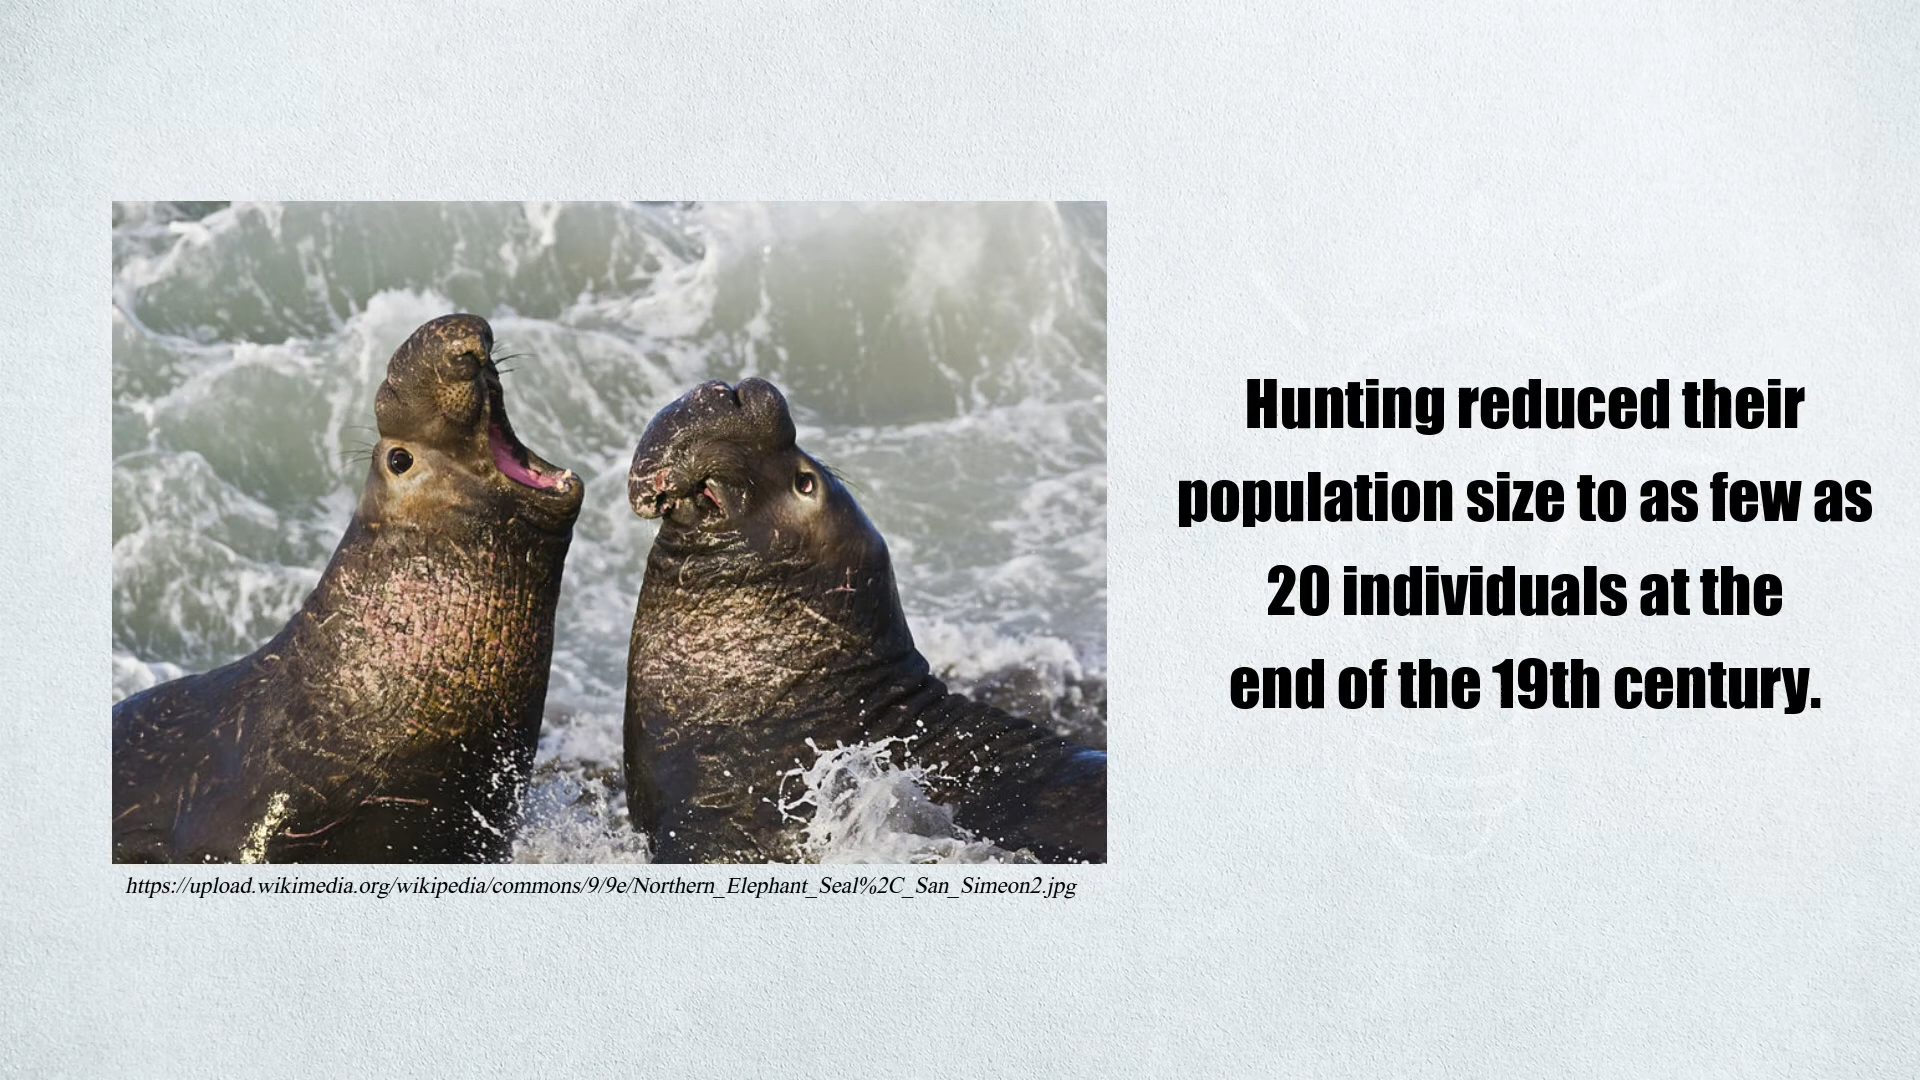 Hunting reduced their
population size to as few as
20 individuals at the
end of the 19th century.
https://upload.wikimedia.org/wikipedia/commons/9/9e/Northern_Elephant_Seal%2C_San_Simeon2.jpg